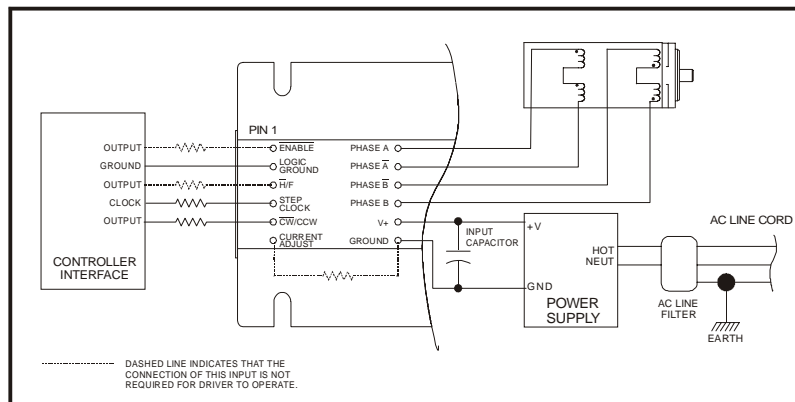 PIN 1
OUTPUT
GROUND
OUTPUT
CLOCK
OUTPUT
CONTROLLER
INTERFACE
ENABLE
LOGIC
GROUND
H/F
STEP
CLOCK
CW/CCW
CURRENT
ADJUST
PHASE A
PHASE A̅
PHASE B̅
PHASE B
V+
GROUND
INPUT
CAPACITOR
+V
GND
HOT
NEUT
POWER
SUPPLY
AC LINE CORD
AC LINE
FILTER
EARTH
DASHED LINE INDICATES THAT THE
CONNECTION OF THIS INPUT IS NOT
REQUIRED FOR DRIVER TO OPERATE.